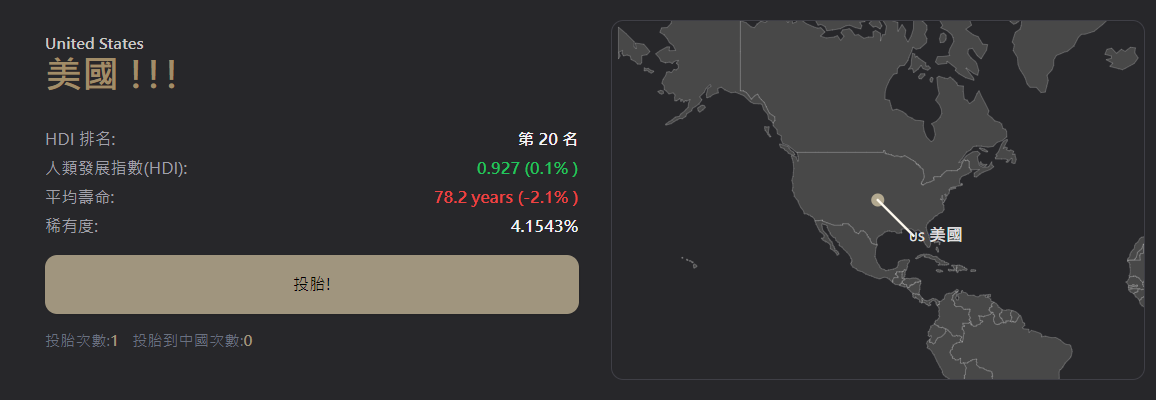 United States
美國 !!!
HDI 排名: 第 20 名
人類發展指數(HDI): 0.927 (0.1% )
平均壽命: 78.2 years (-2.1% )
稀有度: 4.1543%
投胎!
投胎次數:1 投胎到中國次數:0
us 美國